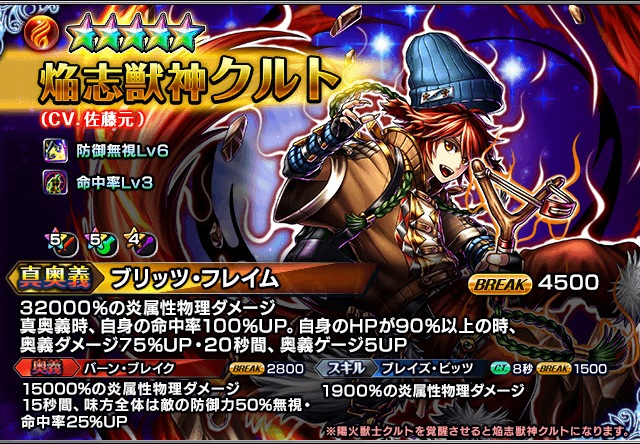 焔志獣神クルト
(CV.佐藤元)
防御無視Lv6
命中率Lv3
5 5 4
真奥義 ブリッツ・フレイム BREAK 4500
32000%の炎属性物理ダメージ
真奥義時、自身の命中率100%UP。自身のHPが90%以上の時、
奥義ダメージ75%UP・20秒間、奥義ゲージ5UP
奥義 バーン・ブレイク BREAK 2800
15000%の炎属性物理ダメージ
15秒間、味方全体は敵の防御力50%無視・
命中率25%UP
スキル ブレイズ・ビッツ CT 8秒 BREAK 1500
1900%の炎属性物理ダメージ
※陽火獣士クルトを覚醒させると焔志獣神クルトになります。